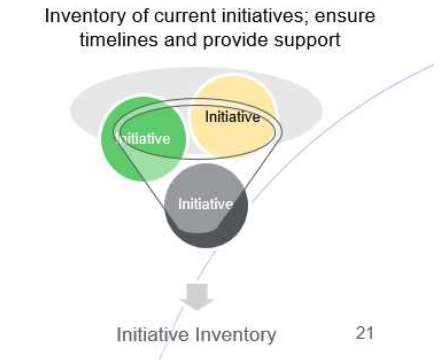 Inventory of current initiatives; ensure
timelines and provide support
Initiative
Initiative
Initiative
Initiative Inventory
21